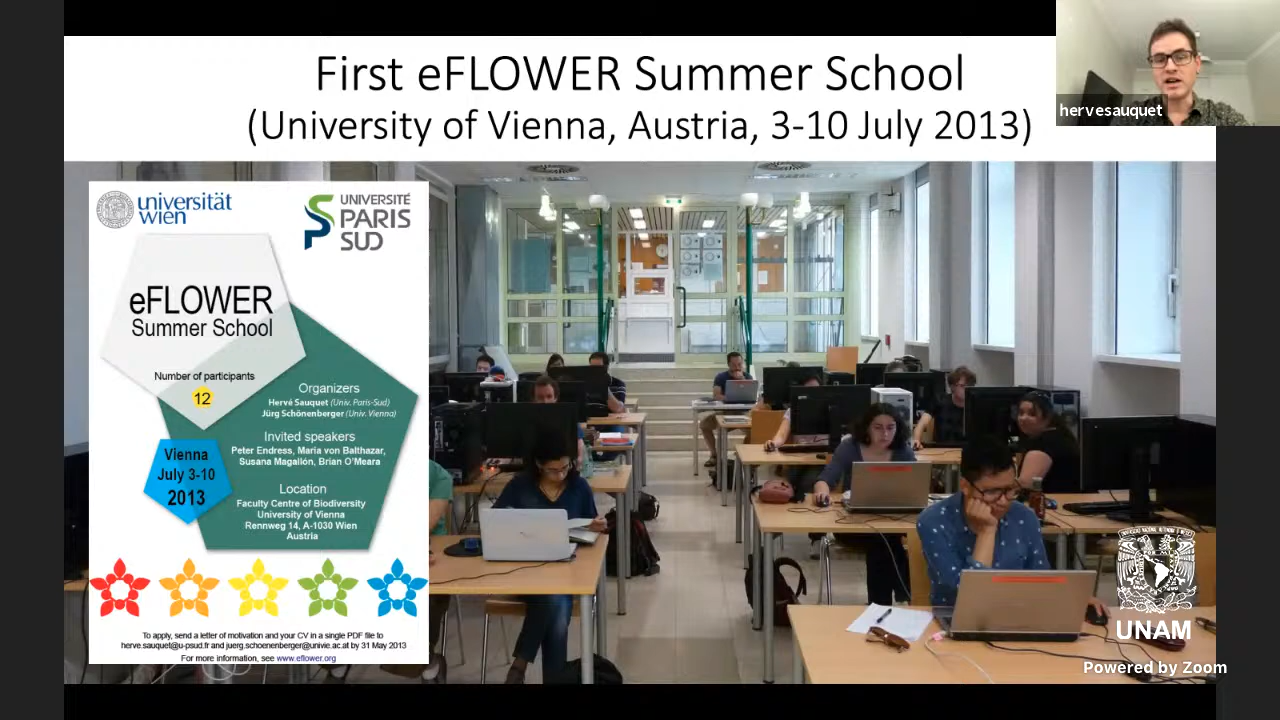 First eFLOWER Summer School
(University of Vienna, Austria, 3-10 July 2013)
hervesauquet
universität
wien
UNIVERSITÉ
PARIS
SUD
eFLOWER
Summer School
Number of participants
12
Organizers
Hervé Sauquet (Univ. Paris-Sud)
Jürg Schönenberger (Univ. Vienna)
Invited speakers
Peter Endress, Maria von Balthazar,
Susana Magallón, Brian O'Meara
Vienna
July 3-10
2013
Location
Faculty Centre of Biodiversity
University of Vienna
Rennweg 14, A-1030 Wien
Austria
To apply, send a letter of motivation and your CV in a single PDF file to
herve.sauquet@u-psud.fr and juerg.schoenenberger@univie.ac.at by 31 May 2013
For more information, see www.eflower.org
UNAM
Powered by Zoom